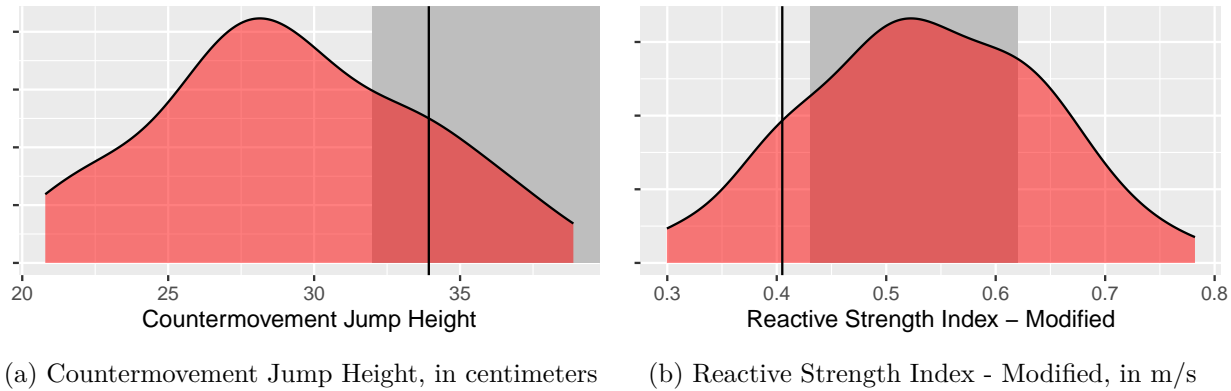 20 25 30 35
Countermovement Jump Height
0.3 0.4 0.5 0.6 0.7 0.8
Reactive Strength Index − Modified
(a) Countermovement Jump Height, in centimeters
(b) Reactive Strength Index - Modified, in m/s